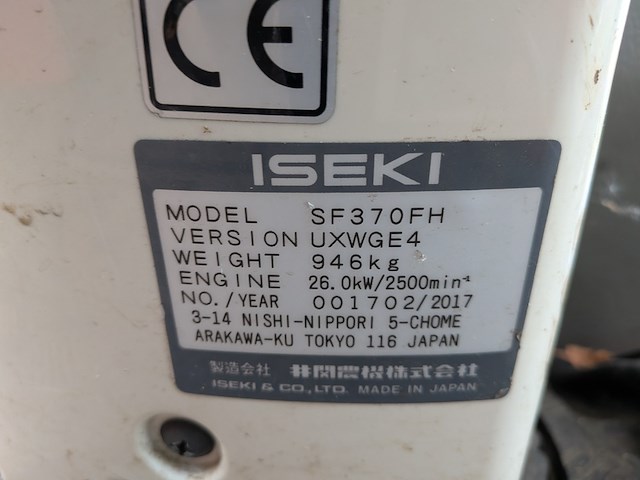 CE
ISEKI
MODEL SF370FH
VERSION UXWGE4
WEIGHT 946kg
ENGINE 26.0kW/2500min⁻¹
NO./YEAR 001702/2017
3-14 NISHI-NIPPORI 5-CHOME
ARAKAWA-KU TOKYO 116 JAPAN
製造会社 井関農機株式会社
ISEKI & CO.,LTD. MADE IN JAPAN